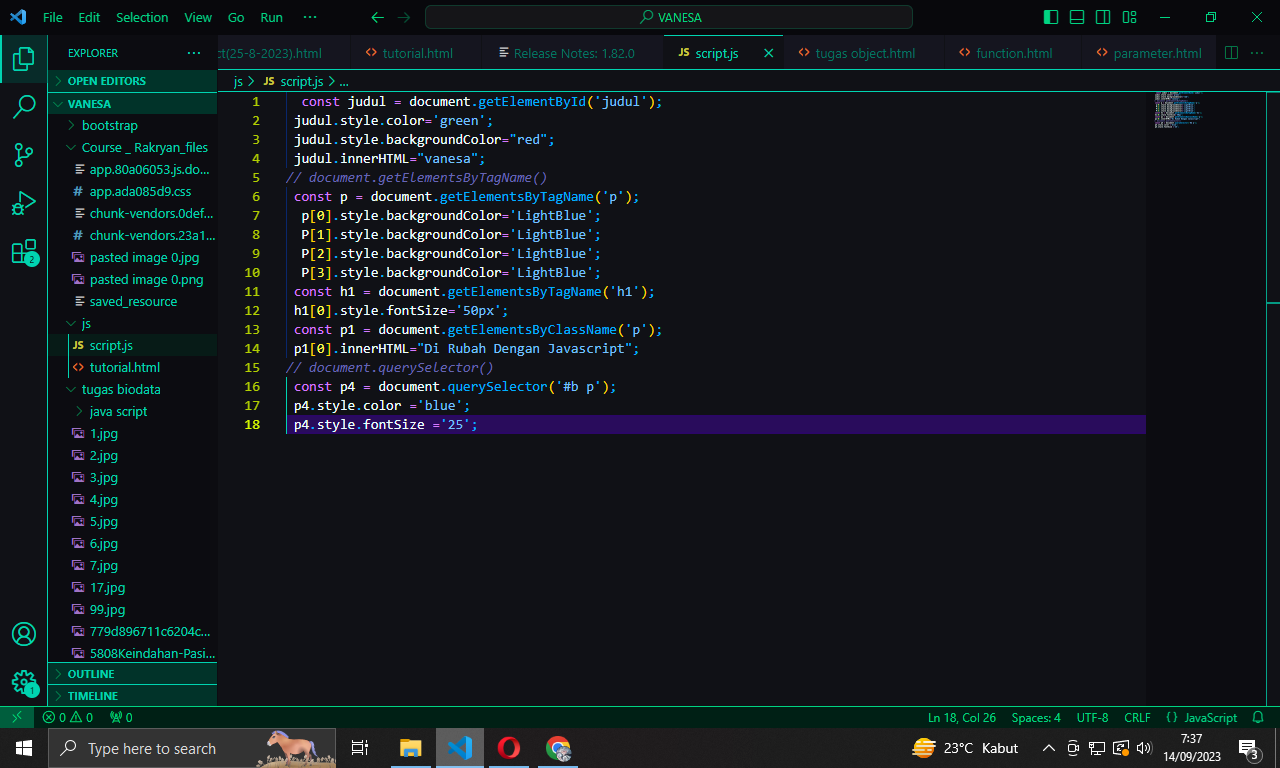 File Edit Selection View Go Run ··· VANESA
EXPLORER ···
ct(25-8-2023).html tutorial.html Release Notes: 1.82.0 JS script.js tugas object.html function.html parameter.html ···
js > JS script.js > ...
OPEN EDITORS
VANESA
bootstrap
Course _ Rakryan_files
app.80a06053.js.do...
# app.ada085d9.css
chunk-vendors.0def...
# chunk-vendors.23a1...
pasted image 0.jpg
pasted image 0.png
saved_resource
js
JS script.js
tutorial.html
tugas biodata
java script
1.jpg
2.jpg
3.jpg
4.jpg
5.jpg
6.jpg
7.jpg
17.jpg
99.jpg
779d896711c6204c...
5808Keindahan-Pasi...
OUTLINE
TIMELINE
2
1
1 const judul = document.getElementById('judul');
2 judul.style.color='green';
3 judul.style.backgroundColor="red";
4 judul.innerHTML="vanesa";
5 // document.getElementsByTagName()
6 const p = document.getElementsByTagName('p');
7 p[0].style.backgroundColor='LightBlue';
8 P[1].style.backgroundColor='LightBlue';
9 P[2].style.backgroundColor='LightBlue';
10 P[3].style.backgroundColor='LightBlue';
11 const h1 = document.getElementsByTagName('h1');
12 h1[0].style.fontSize='50px';
13 const p1 = document.getElementsByClassName('p');
14 p1[0].innerHTML="Di Rubah Dengan Javascript";
15 // document.querySelector()
16 const p4 = document.querySelector('#b p');
17 p4.style.color ='blue';
18 p4.style.fontSize ='25';
0 0 0 Ln 18, Col 26 Spaces: 4 UTF-8 CRLF {} JavaScript
Type here to search 23°C Kabut 7:37
14/09/2023
3